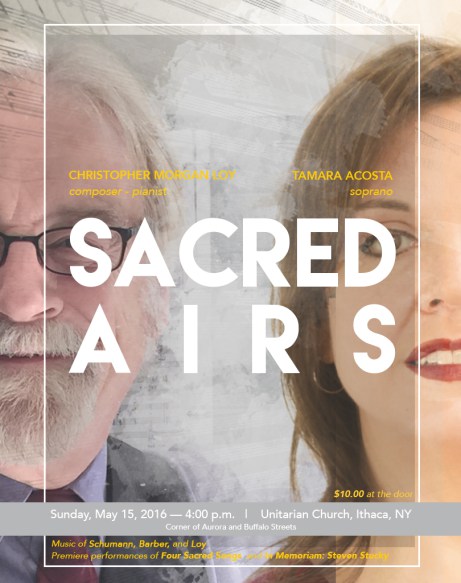 CHRISTOPHER MORGAN LOY
composer - pianist
TAMARA ACOSTA
soprano
SACRED
AIRS
$10.00 at the door
Sunday, May 15, 2016 — 4:00 p.m. | Unitarian Church, Ithaca, NY
Corner of Aurora and Buffalo Streets
Music of Schumann, Barber, and Loy
Premiere performances of Four Sacred Songs, and In Memoriam: Steven Stucky